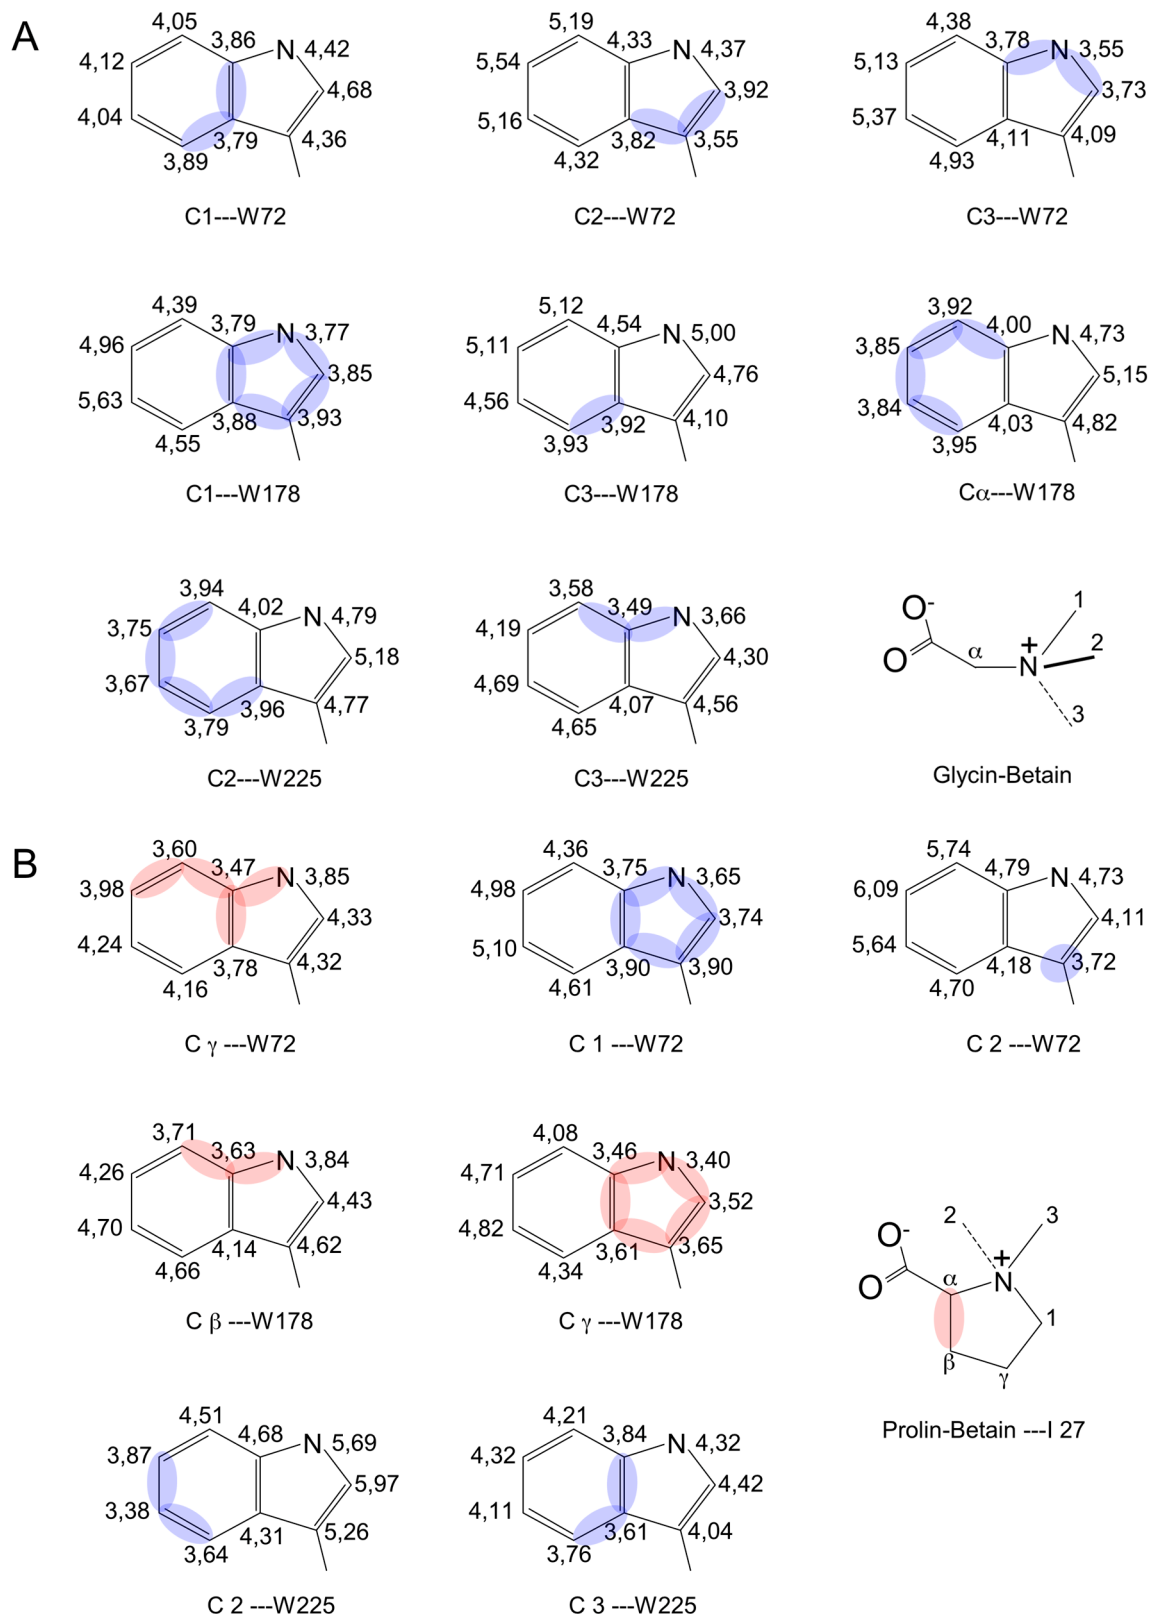 A
4,05
3,86 N 4,42
4,12
4,68
4,04
3,79 4,36
3,89
C1---W72
5,19
4,33 N 4,37
5,54
3,92
5,16
3,82 3,55
4,32
C2---W72
4,38
3,78 N 3,55
5,13
3,73
5,37
4,11 4,09
4,93
C3---W72
4,39
3,79 N 3,77
4,96
3,85
5,63
3,88 3,93
4,55
C1---W178
5,12
4,54 N 5,00
5,11
4,76
4,56
3,92 4,10
3,93
C3---W178
3,92
4,00 N 4,73
3,85
5,15
3,84
4,03 4,82
3,95
Cα---W178
3,94
4,02 N 4,79
3,75
5,18
3,67
3,96 4,77
3,79
C2---W225
3,58
3,49 N 3,66
4,19
4,30
4,69
4,07 4,56
4,65
C3---W225
O- 1
α + 2
O N
3
Glycin-Betain
B
3,60
3,47 N 3,85
3,98
4,33
4,24
3,78 4,32
4,16
C γ ---W72
4,36
3,75 N 3,65
4,98
3,74
5,10
3,90 3,90
4,61
C 1 ---W72
5,74
4,79 N 4,73
6,09
4,11
5,64
4,18 3,72
4,70
C 2 ---W72
3,71
3,63 N 3,84
4,26
4,43
4,70
4,14 4,62
4,66
C β ---W178
4,08
3,46 N 3,40
4,71
3,52
4,82
3,61 3,65
4,34
C γ ---W178
2 3
O-
+
O α N
1
β
γ
Prolin-Betain ---I 27
4,51
4,68 N 5,69
3,87
5,97
3,38
4,31 5,26
3,64
C 2 ---W225
4,21
3,84 N 4,32
4,32
4,42
4,11
3,61 4,04
3,76
C 3 ---W225